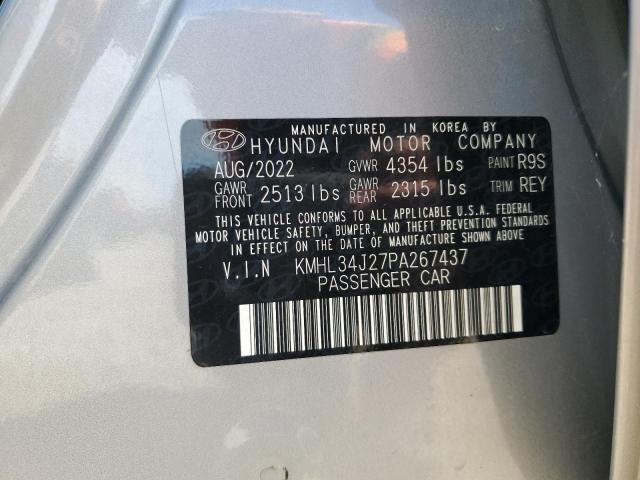 MANUFACTURED IN KOREA BY
HYUNDAI MOTOR COMPANY
AUG/2022 GVWR 4354 lbs PAINT R9S
GAWR FRONT 2513 lbs GAWR REAR 2315 lbs TRIM REY
THIS VEHICLE CONFORMS TO ALL APPLICABLE U.S.A. FEDERAL
MOTOR VEHICLE SAFETY, BUMPER, AND THEFT PREVENTION
STANDARDS IN EFFECT ON THE DATE OF MANUFACTURE SHOWN ABOVE.
V.I.N KMHL34J27PA267437
PASSENGER CAR